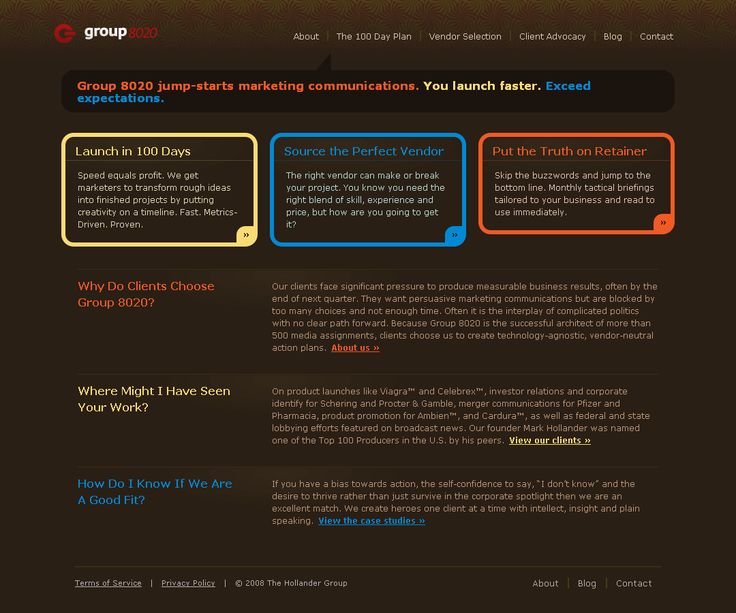 group8020
About | The 100 Day Plan | Vendor Selection | Client Advocacy | Blog | Contact
Group 8020 jump-starts marketing communications. You launch faster. Exceed
expectations.
Launch in 100 Days
Speed equals profit. We get
marketers to transform rough ideas
into finished projects by putting
creativity on a timeline. Fast. Metrics-
Driven. Proven.
»
Source the Perfect Vendor
The right vendor can make or break
your project. You know you need the
right blend of skill, experience and
price, but how are you going to get
it?
»
Put the Truth on Retainer
Skip the buzzwords and jump to the
bottom line. Monthly tactical briefings
tailored to your business and read to
use immediately.
»
Why Do Clients Choose
Group 8020?
Our clients face significant pressure to produce measurable business results, often by the
end of next quarter. They want persuasive marketing communications but are blocked by
too many choices and not enough time. Often it is the interplay of complicated politics
with no clear path forward. Because Group 8020 is the successful architect of more than
500 media assignments, clients choose us to create technology-agnostic, vendor-neutral
action plans. About us »
Where Might I Have Seen
Your Work?
On product launches like Viagra™ and Celebrex™, investor relations and corporate
identify for Schering and Procter & Gamble, merger communications for Pfizer and
Pharmacia, product promotion for Ambien™, and Cardura™, as well as federal and state
lobbying efforts featured on broadcast news. Our founder Mark Hollander was named
one of the Top 100 Producers in the U.S. by his peers. View our clients »
How Do I Know If We Are
A Good Fit?
If you have a bias towards action, the self-confidence to say, “I don’t know” and the
desire to thrive rather than just survive in the corporate spotlight then we are an
excellent match. We create heroes one client at a time with intellect, insight and plain
speaking. View the case studies »
Terms of Service | Privacy Policy | © 2008 The Hollander Group
About | Blog | Contact